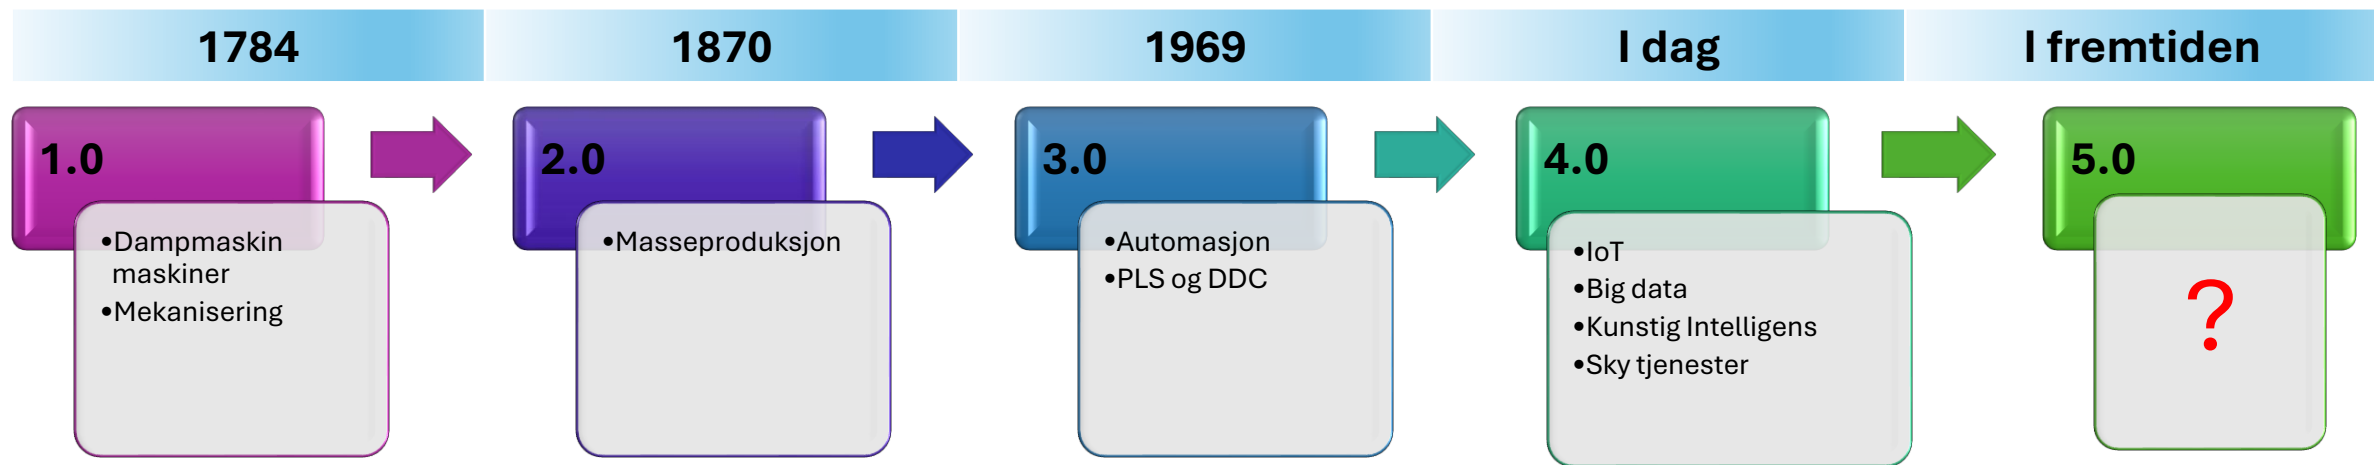 1784
1870
1969
I dag
I fremtiden
1.0
•Dampmaskin
maskiner
•Mekanisering
2.0
•Masseproduksjon
3.0
•Automasjon
•PLS og DDC
4.0
•IoT
•Big data
•Kunstig Intelligens
•Sky tjenester
5.0
?